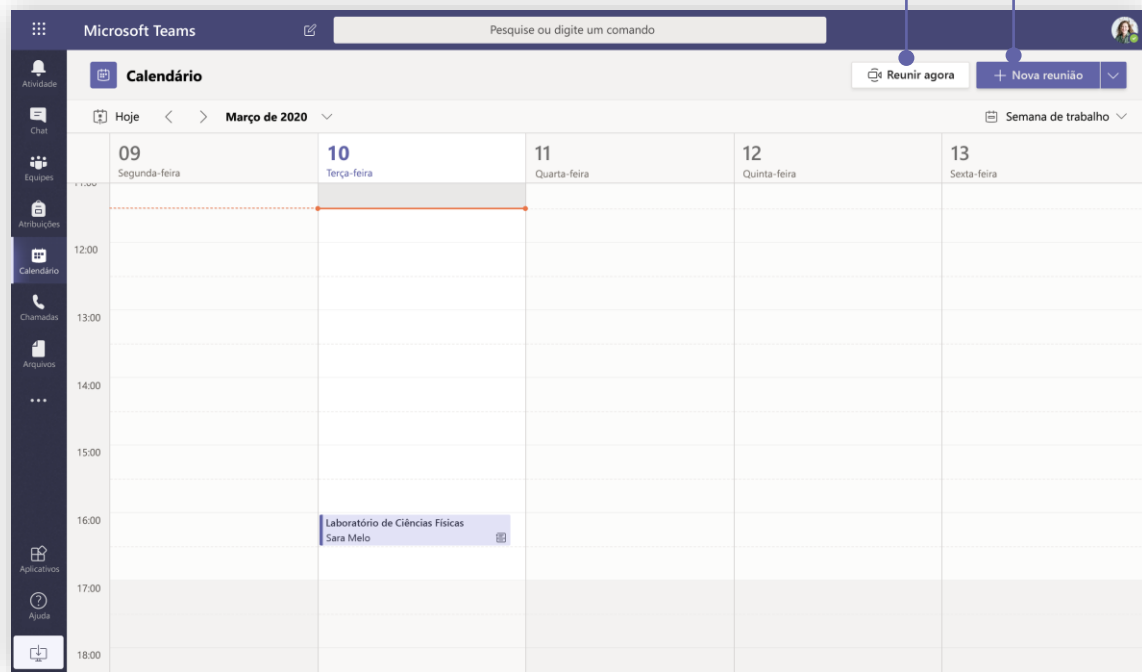 Microsoft Teams
Pesquise ou digite um comando
Atividade
Chat
Equipes
Atribuições
Calendário
Chamadas
Arquivos
Aplicativos
Ajuda
Calendário
Reunir agora
Nova reunião
Hoje
Março de 2020
Semana de trabalho
09
Segunda-feira
10
Terça-feira
11
Quarta-feira
12
Quinta-feira
13
Sexta-feira
11:00
12:00
13:00
14:00
15:00
16:00
Laboratório de Ciências Físicas
Sara Melo
17:00
18:00